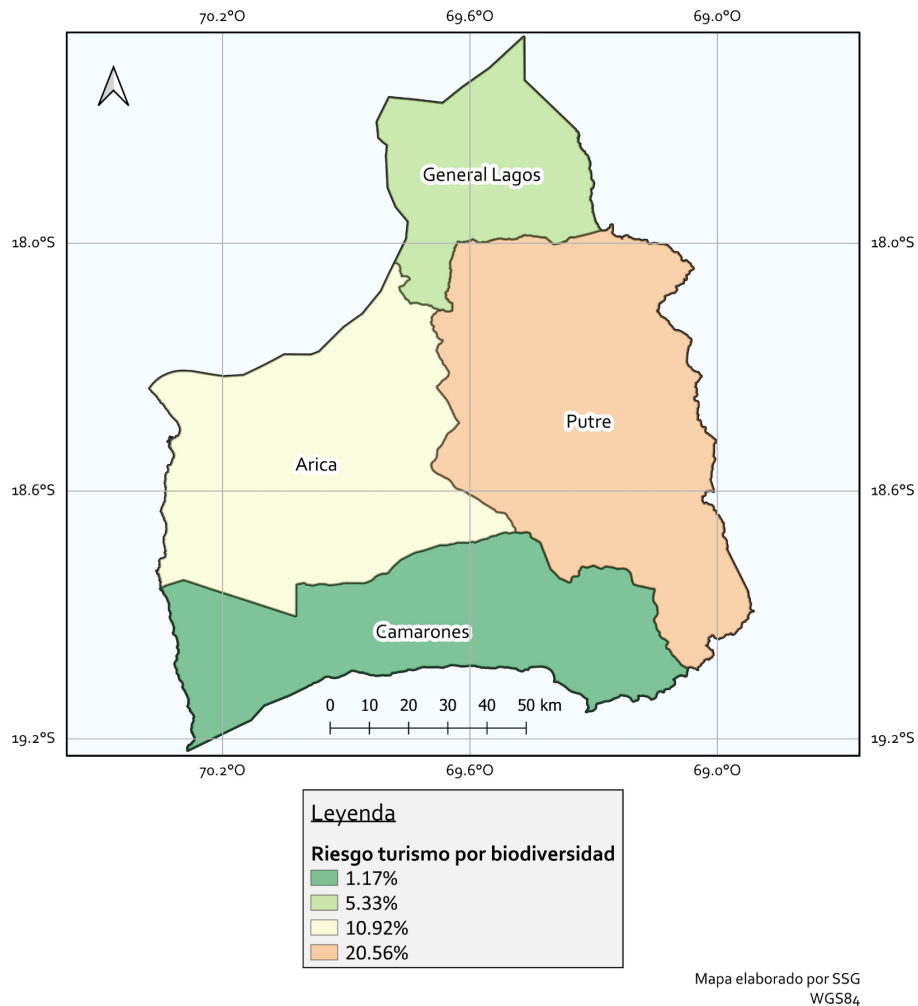 70.2°O 69.6°O 69.0°O
General Lagos
18.0°S 18.0°S
Putre
Arica
18.6°S 18.6°S
Camarones
0 10 20 30 40 50 km
19.2°S 19.2°S
70.2°O 69.6°O 69.0°O
Leyenda
Riesgo turismo por biodiversidad
1.17%
5.33%
10.92%
20.56%
Mapa elaborado por SSG
WGS84